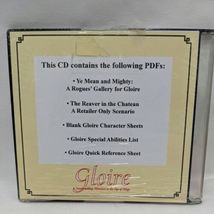 This CD contains the following PDFs:
• Ye Mean and Mighty:
A Rogues' Gallery for Gloire
• The Reaver in the Chateau
A Retailer Only Scenario
• Blank Gloire Character Sheets
• Gloire Special Abilities List
• Gloire Quick Reference Sheet
Gloire